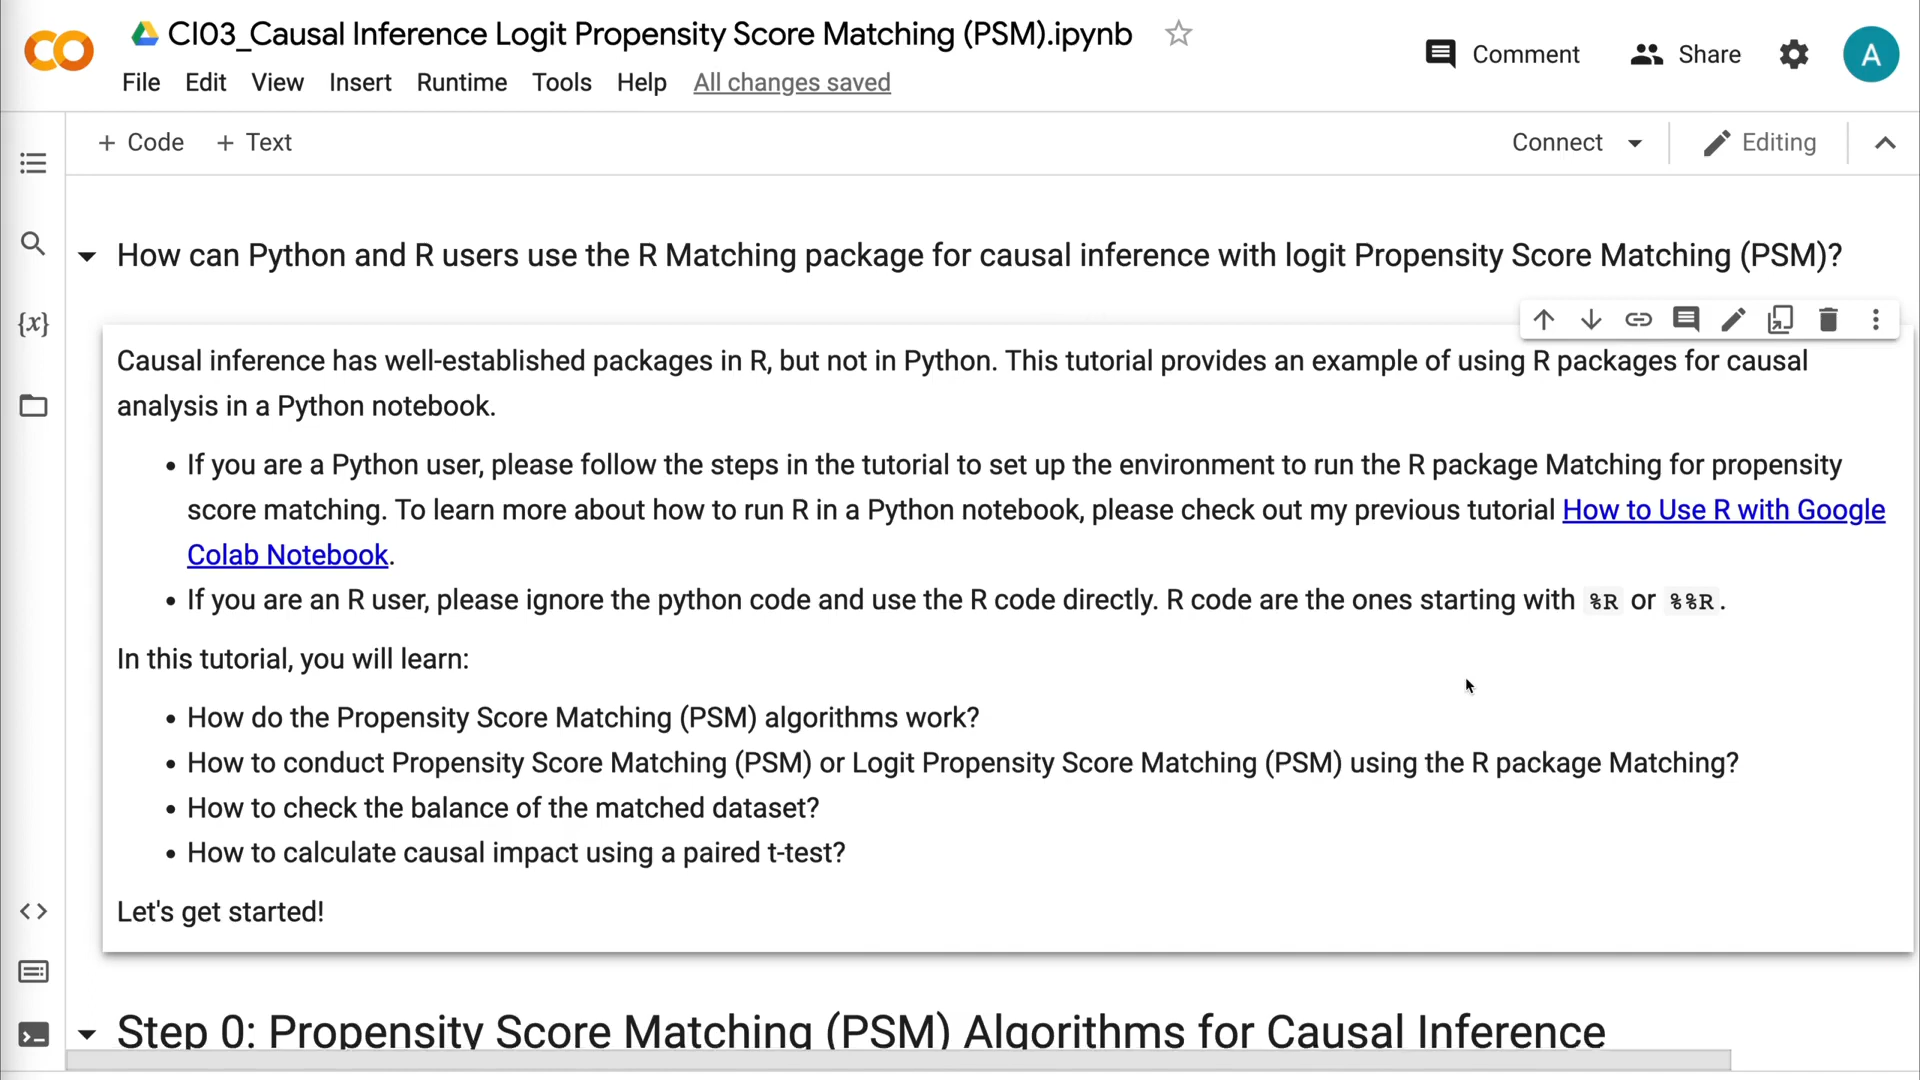 CI03_Causal Inference Logit Propensity Score Matching (PSM).ipynb
Comment
Share
A
File Edit View Insert Runtime Tools Help All changes saved
+ Code + Text
Connect
Editing
How can Python and R users use the R Matching package for causal inference with logit Propensity Score Matching (PSM)?
{x}
Causal inference has well-established packages in R, but not in Python. This tutorial provides an example of using R packages for causal
analysis in a Python notebook.
• If you are a Python user, please follow the steps in the tutorial to set up the environment to run the R package Matching for propensity
score matching. To learn more about how to run R in a Python notebook, please check out my previous tutorial How to Use R with Google
Colab Notebook.
• If you are an R user, please ignore the python code and use the R code directly. R code are the ones starting with %R or %%R.
In this tutorial, you will learn:
• How do the Propensity Score Matching (PSM) algorithms work?
• How to conduct Propensity Score Matching (PSM) or Logit Propensity Score Matching (PSM) using the R package Matching?
• How to check the balance of the matched dataset?
• How to calculate causal impact using a paired t-test?
Let's get started!
Step 0: Propensity Score Matching (PSM) Algorithms for Causal Inference